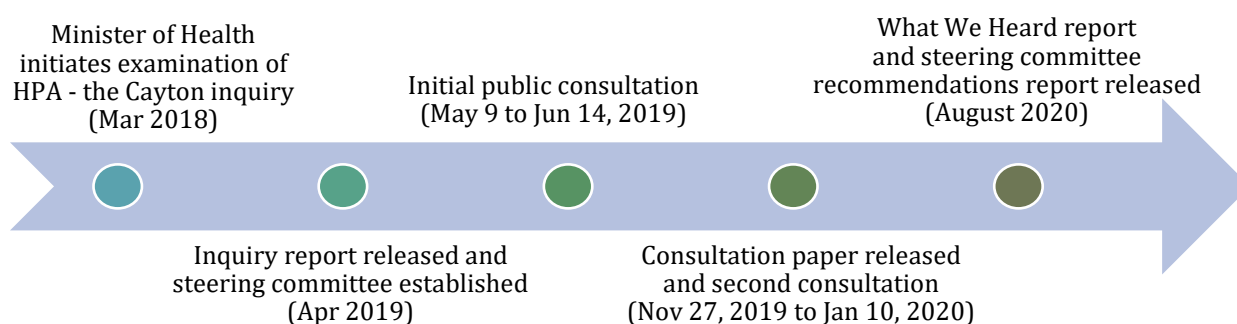 Minister of Health
initiates examination of
HPA - the Cayton inquiry
(Mar 2018)
Inquiry report released and
steering committee established
(Apr 2019)
Initial public consultation
(May 9 to Jun 14, 2019)
Consultation paper released
and second consultation
(Nov 27, 2019 to Jan 10, 2020)
What We Heard report
and steering committee
recommendations report released
(August 2020)